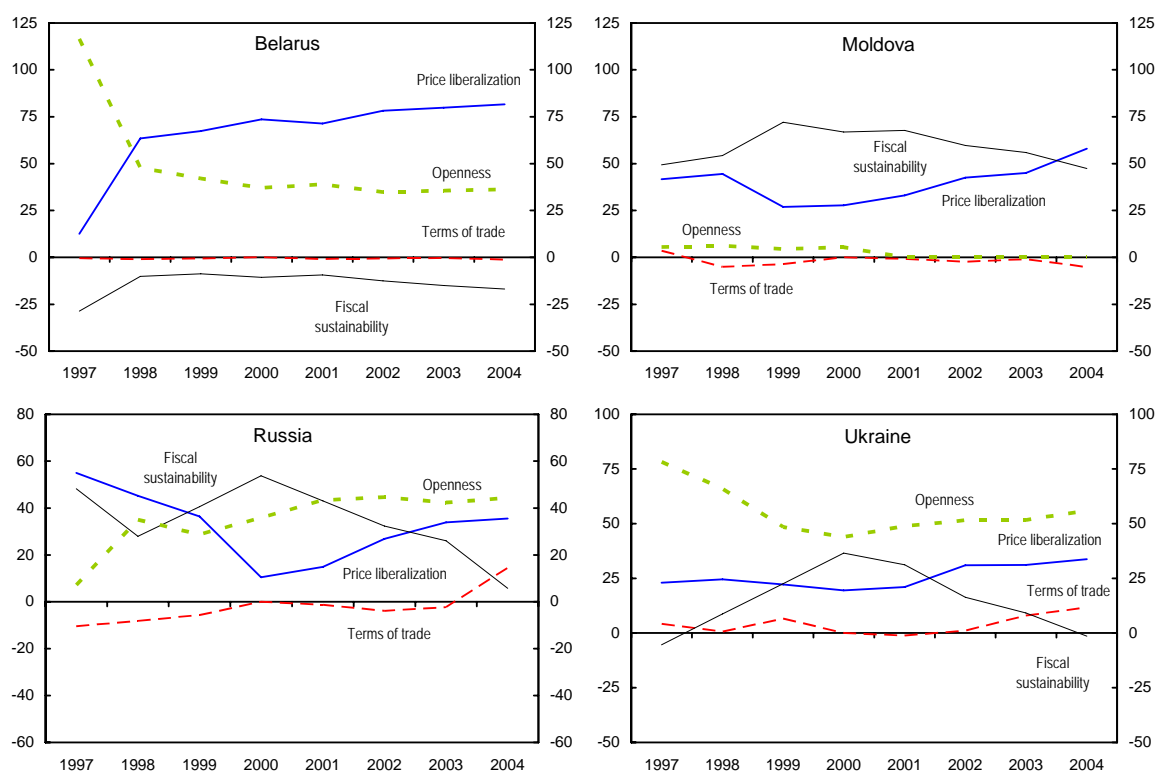 Belarus
125 125
100 100
Price liberalization
75 75
50 50
Openness
25 25
Terms of trade
0 0
-25 -25
Fiscal
sustainability
-50 -50
1997 1998 1999 2000 2001 2002 2003 2004
Moldova
125 125
100 100
75 75
Fiscal
sustainability
50 50
Price liberalization
25 25
Openness
0 0
Terms of trade
-25 -25
-50 -50
1997 1998 1999 2000 2001 2002 2003 2004
Russia
80 80
Fiscal
sustainability
60 60
Openness
40 40
20 20
Price liberalization
0 0
Terms of trade
-20 -20
-40 -40
-60 -60
1997 1998 1999 2000 2001 2002 2003 2004
Ukraine
100 100
75 75
Openness
50 50
Price liberalization
25 25
Terms of trade
0 0
Fiscal
sustainability
-25 -25
-50 -50
1997 1998 1999 2000 2001 2002 2003 2004